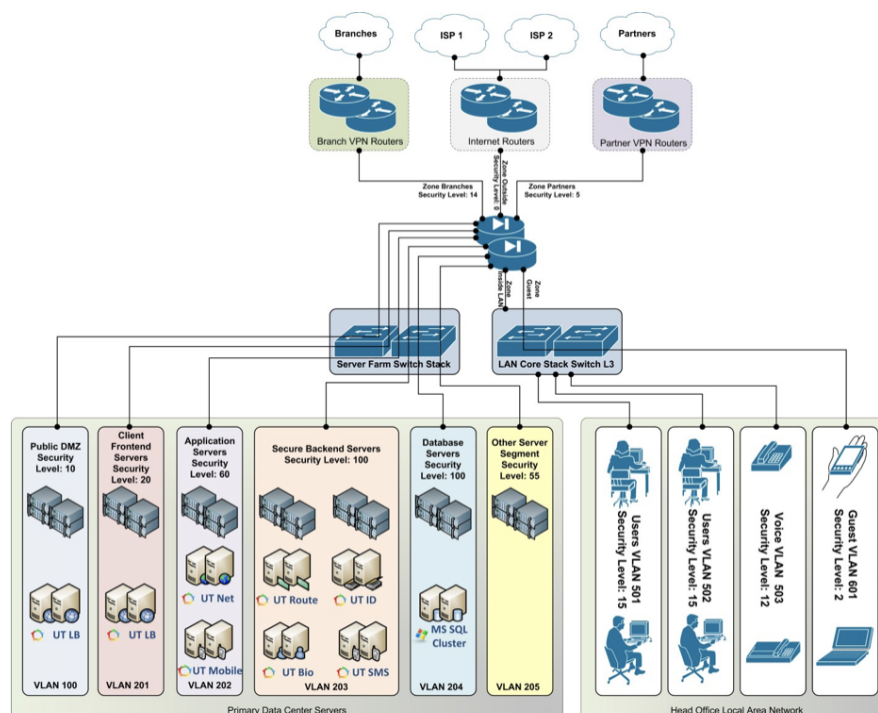 Branches
ISP 1
ISP 2
Partners
Branch VPN Routers
Internet Routers
Partner VPN Routers
Zone Branches
Security Level: 14
Zone Outside
Security Level: 0
Zone Partners
Security Level: 5
Zone
Inside LAN
Zone
Guest
Server Farm Switch Stack
LAN Core Stack Switch L3
Public DMZ
Security
Level: 10
UT LB
VLAN 100
Client
Frontend
Servers
Security
Level: 20
UT LB
VLAN 201
Application
Servers
Security
Level: 60
UT Net
UT Mobile
VLAN 202
Secure Backend Servers
Security Level: 100
UT Route
UT ID
UT Bio
UT SMS
VLAN 203
Database
Servers
Security
Level: 100
MS SQL
Cluster
VLAN 204
Other Server
Segment
Security
Level: 55
VLAN 205
Users VLAN 501
Security Level: 15
Users VLAN 502
Security Level: 15
Voice VLAN 503
Security Level: 12
Guest VLAN 601
Security Level: 2
Primary Data Center Servers
Head Office Local Area Network